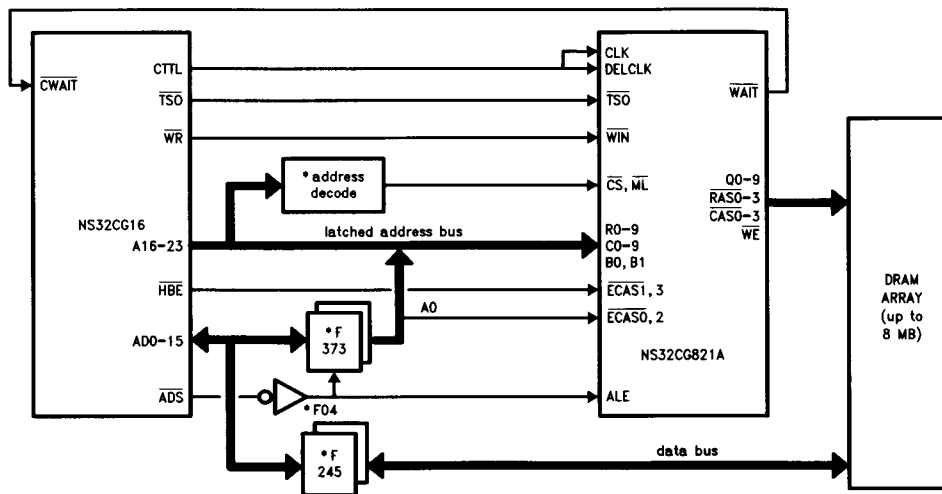 CWAIT
CTTL
TSO
WR
NS32CG16
A16-23
HBE
AD0-15
ADS
* address
decode
latched address bus
A0
*F
373
*F04
*F
245
data bus
CLK
DELCLK
TSO
WIN
CS, ML
R0-9
C0-9
B0, B1
ECAS1, 3
ECAS0, 2
NS32CG821A
ALE
WAIT
Q0-9
RAS0-3
CAS0-3
WE
DRAM
ARRAY
(up to
8 MB)